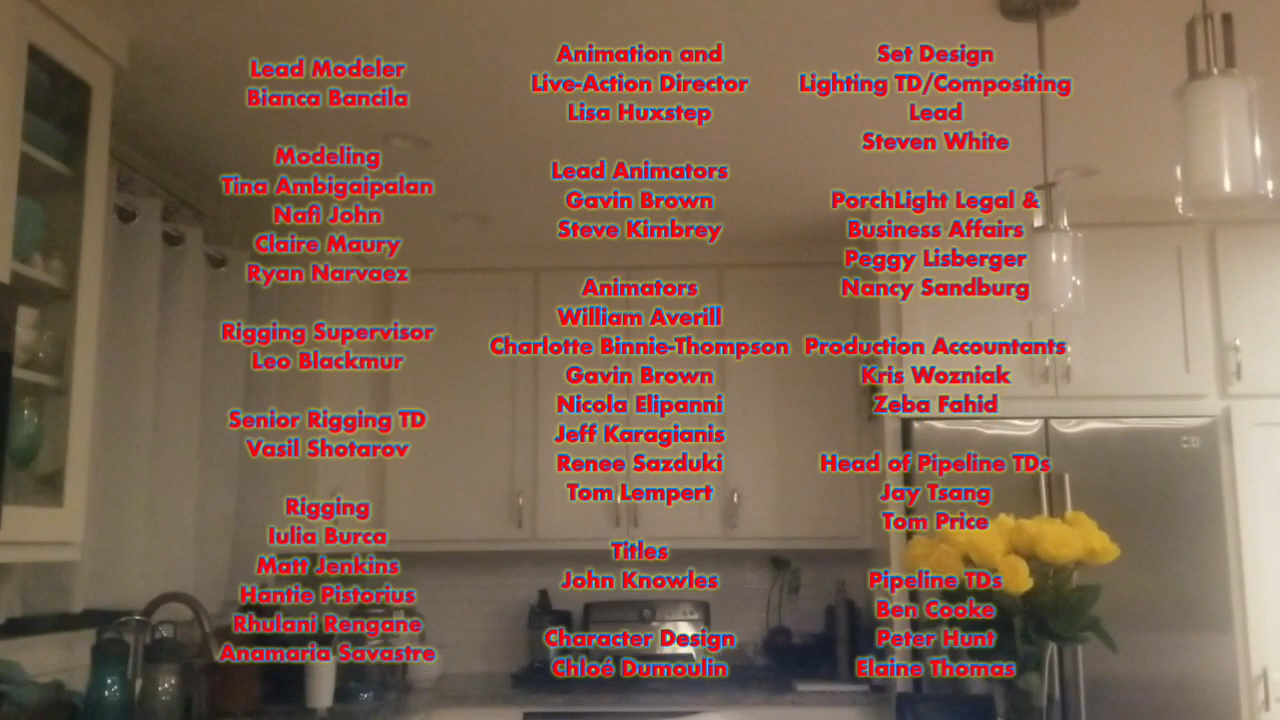 Lead Modeler
Bianca Bancila
Modeling
Tina Ambigaipalan
Nafi John
Claire Maury
Ryan Narvaez
Rigging Supervisor
Leo Blackmur
Senior Rigging TD
Vasil Shotarov
Rigging
Iulia Burca
Matt Jenkins
Hantie Pistorius
Rhulani Rengane
Anamaria Savastre
Animation and
Live-Action Director
Lisa Huxstep
Lead Animators
Gavin Brown
Steve Kimbrey
Animators
William Averill
Charlotte Binnie-Thompson
Gavin Brown
Nicola Elipanni
Jeff Karagianis
Renee Sazduki
Tom Lempert
Titles
John Knowles
Character Design
Chloé Dumoulin
Set Design
Lighting TD/Compositing
Lead
Steven White
PorchLight Legal &
Business Affairs
Peggy Lisberger
Nancy Sandburg
Production Accountants
Kris Wozniak
Zeba Fahid
Head of Pipeline TDs
Jay Tsang
Tom Price
Pipeline TDs
Ben Cooke
Peter Hunt
Elaine Thomas